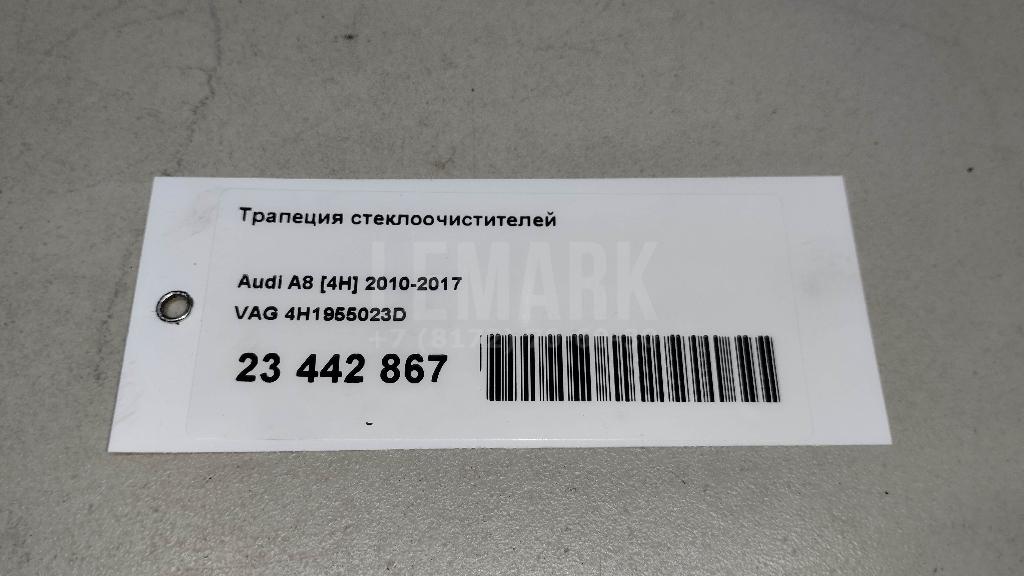 Трапеция стеклоочистителей
LEMARK
Audi A8 [4H] 2010-2017
VAG 4H1955023D
23 442 867